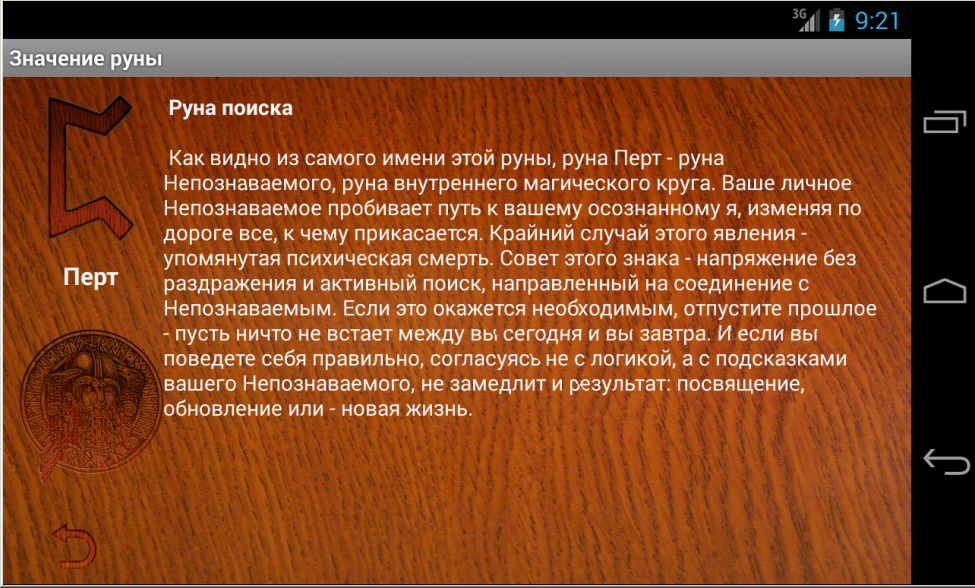 3G 9:21
Значение руны
Руна поиска
Как видно из самого имени этой руны, руна Перт - руна
Непознаваемого, руна внутреннего магического круга. Ваше личное
Непознаваемое пробивает путь к вашему осознанному я, изменяя по
дороге все, к чему прикасается. Крайний случай этого явления -
упомянутая психическая смерть. Совет этого знака - напряжение без
раздражения и активный поиск, направленный на соединение с
Непознаваемым. Если это окажется необходимым, отпустите прошлое
- пусть ничто не встает между вы сегодня и вы завтра. И если вы
поведете себя правильно, согласуясь не с логикой, а с подсказками
вашего Непознаваемого, не замедлит и результат: посвящение,
обновление или - новая жизнь.
Перт